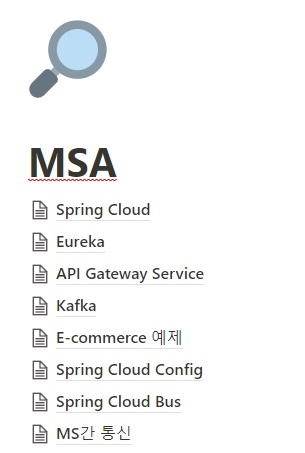 MSA
Spring Cloud
Eureka
API Gateway Service
Kafka
E-commerce 예제
Spring Cloud Config
Spring Cloud Bus
MS간 통신